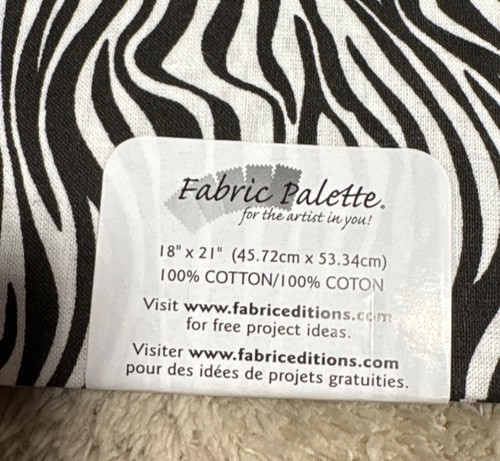 Fabric Palette®
for the artist in you!
18" x 21" (45.72cm x 53.34cm)
100% COTTON/100% COTON
Visit www.fabriceditions.com
for free project ideas.
Visiter www.fabriceditions.com
pour des idées de projets gratuities.